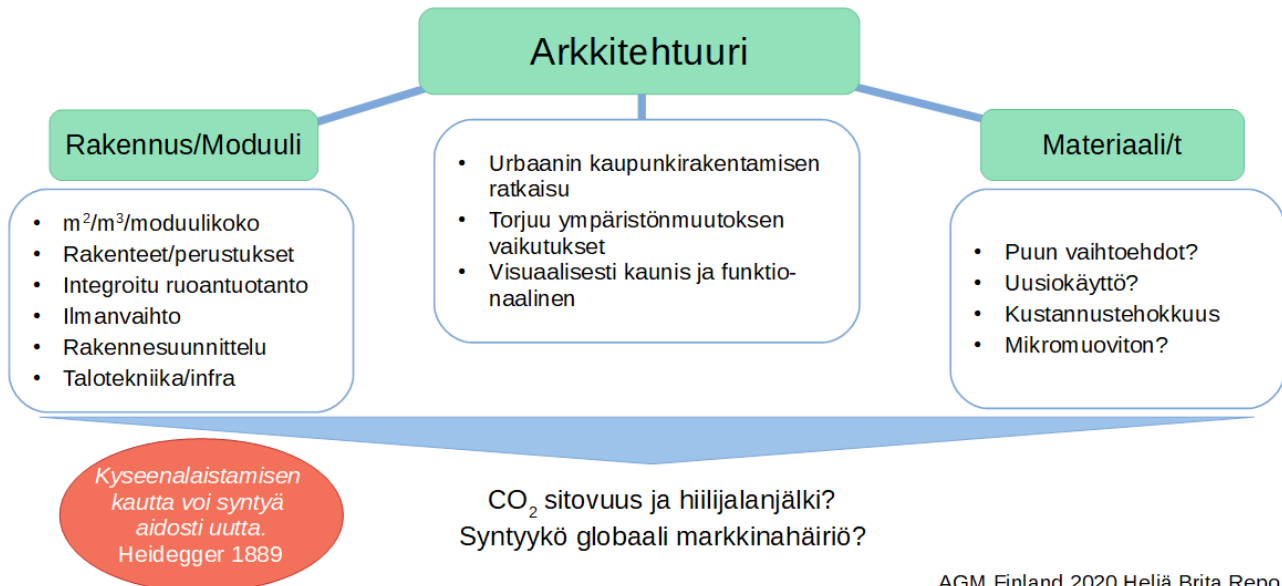 Arkkitehtuuri
Rakennus/Moduuli
• m²/m³/moduulikoko
• Rakenteet/perustukset
• Integroitu ruoantuotanto
• Ilmanvaihto
• Rakennesuunnittelu
• Talotekniika/infra
• Urbaanin kaupunkirakentamisen
ratkaisu
• Torjuu ympäristönmuutoksen
vaikutukset
• Visuaalisesti kaunis ja funktio-
naalinen
Materiaali/t
• Puun vaihtoehdot?
• Uusiokäyttö?
• Kustannustehokkuus
• Mikromuoviton?
Kyseenalaistamisen
kautta voi syntyä
aidosti uutta.
Heidegger 1889
CO₂ sitovuus ja hiilijalanjälki?
Syntyykö globaali markkinahäiriö?
AGM Finland 2020 Heljä Brita Repo